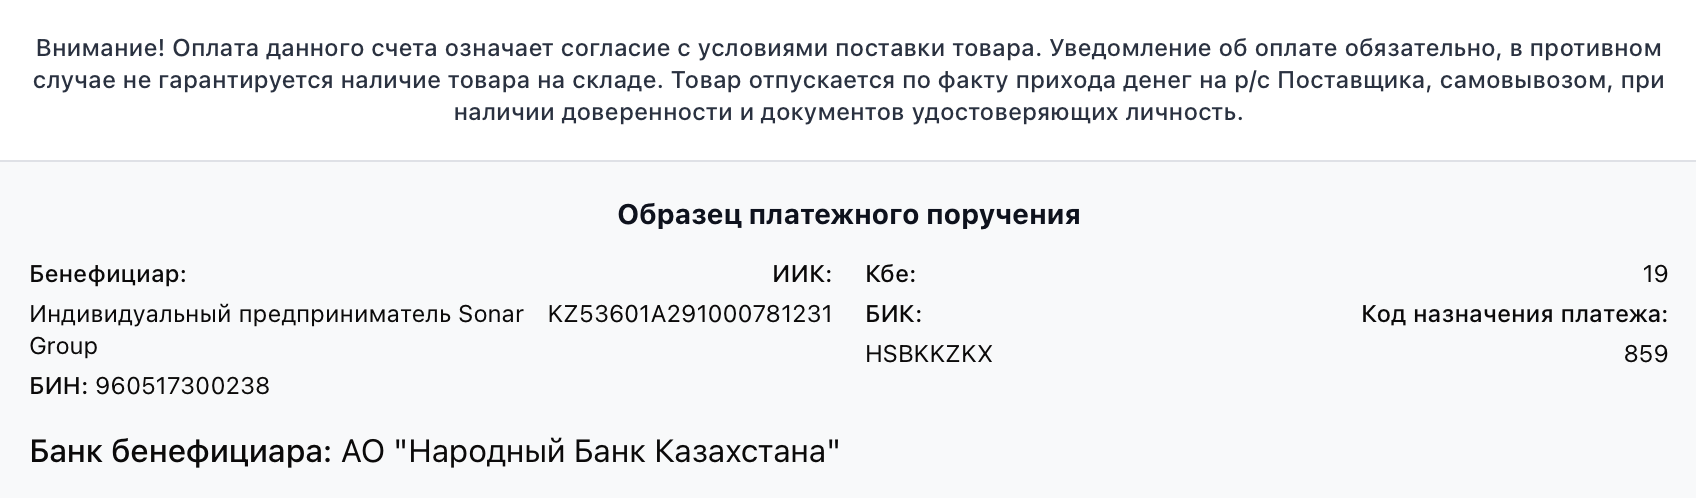 Внимание! Оплата данного счета означает согласие с условиями поставки товара. Уведомление об оплате обязательно, в противном
случае не гарантируется наличие товара на складе. Товар отпускается по факту прихода денег на р/с Поставщика, самовывозом, при
наличии доверенности и документов удостоверяющих личность.
Образец платежного поручения
Бенефициар: ИИК: Кбе: 19
Индивидуальный предприниматель Sonar KZ53601A291000781231 БИК: Код назначения платежа:
Group HSBKKZKX 859
БИН: 960517300238
Банк бенефициара: АО "Народный Банк Казахстана"